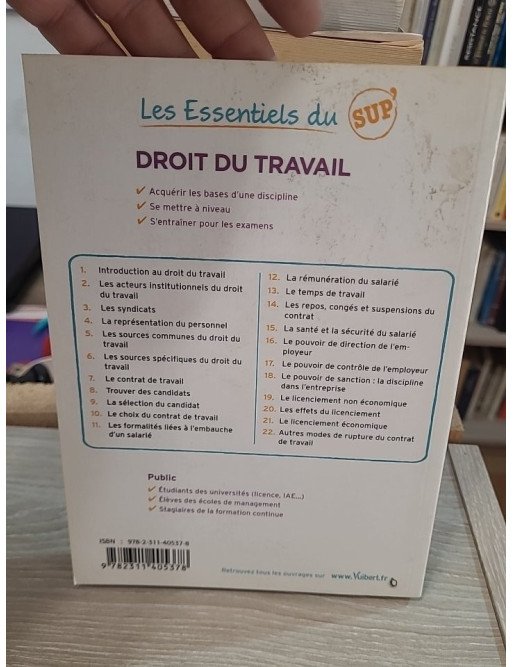 Les Essentiels du SUP'
DROIT DU TRAVAIL
✓ Acquérir les bases d'une discipline
✓ Se mettre à niveau
✓ S'entraîner pour les examens
1. Introduction au droit du travail
2. Les acteurs institutionnels du droit
du travail
3. Les syndicats
4. La représentation du personnel
5. Les sources communes du droit du
travail
6. Les sources spécifiques du droit du
travail
7. Le contrat de travail
8. Trouver des candidats
9. La sélection du candidat
10. Le choix du contrat de travail
11. Les formalités liées à l'embauche
d'un salarié
12. La rémunération du salarié
13. Le temps de travail
14. Les repos, congés et suspensions du
contrat
15. La santé et la sécurité du salarié
16. Le pouvoir de direction de l'em-
ployeur
17. Le pouvoir de contrôle de l'employeur
18. Le pouvoir de sanction : la discipline
dans l'entreprise
19. Le licenciement non économique
20. Les effets du licenciement
21. Le licenciement économique
22. Autres modes de rupture du contrat
de travail
Public
✓ Étudiants des universités (licence, IAE...)
✓ Élèves des écoles de management
✓ Stagiaires de la formation continue
ISBN : 978-2-311-40537-8
9 782311 405378
Retrouvez tous les ouvrages sur www.Vuibert.fr